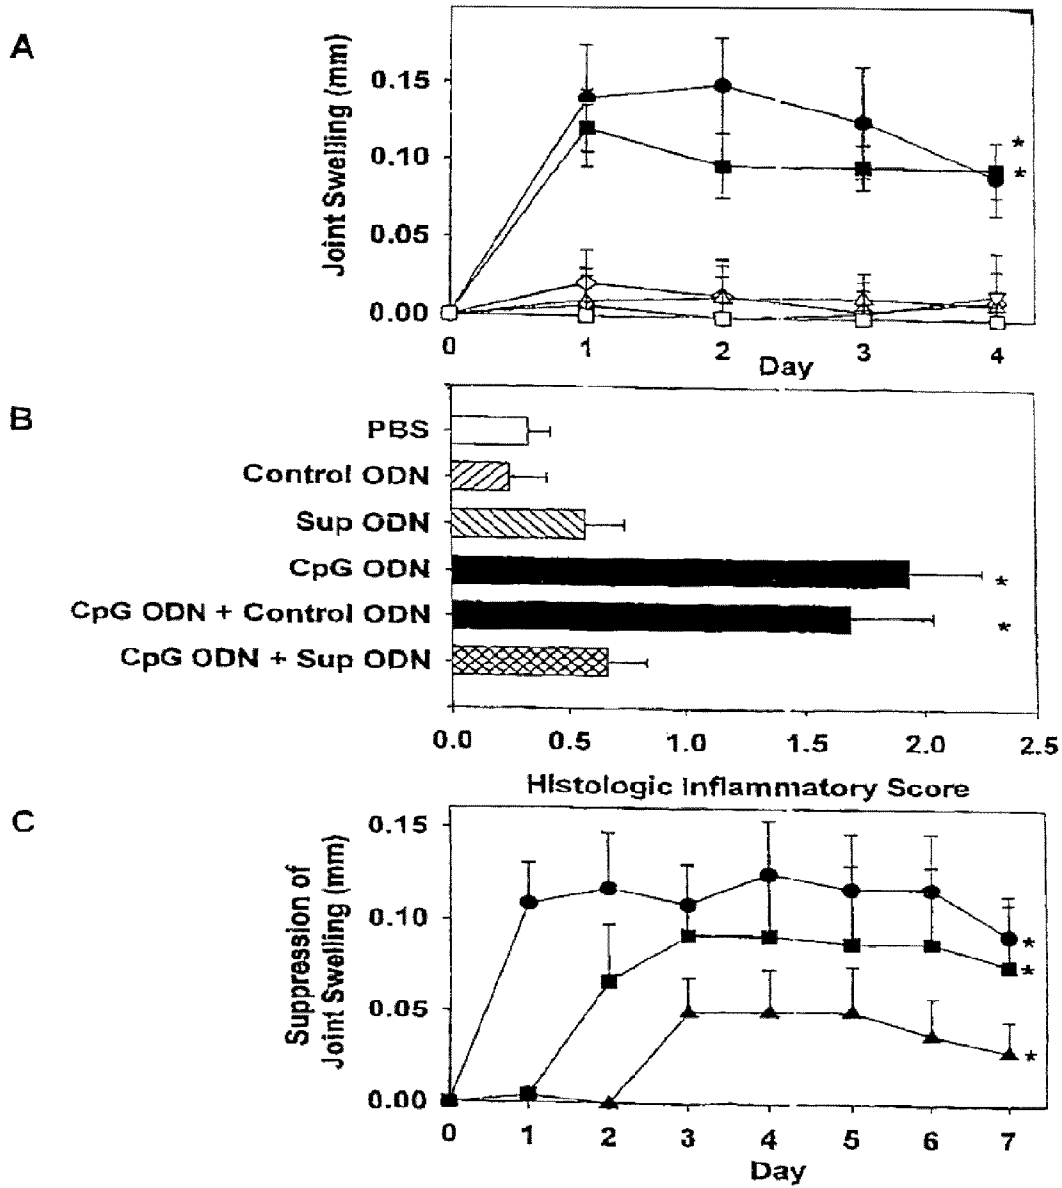 A
Joint Swelling (mm)
0.15
0.10
0.05
0.00
*
*
0 1 2 3 4
Day
B
PBS
Control ODN
Sup ODN
CpG ODN
*
CpG ODN + Control ODN
*
CpG ODN + Sup ODN
0.0 0.5 1.0 1.5 2.0 2.5
Histologic Inflammatory Score
C
Suppression of
Joint Swelling (mm)
0.15
0.10
0.05
0.00
*
*
*
0 1 2 3 4 5 6 7
Day